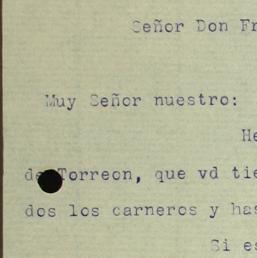 Señor Don Fr
Muy Señor nuestro:
He
de Torreon, que vd tie
dos los carneros y has
Si es